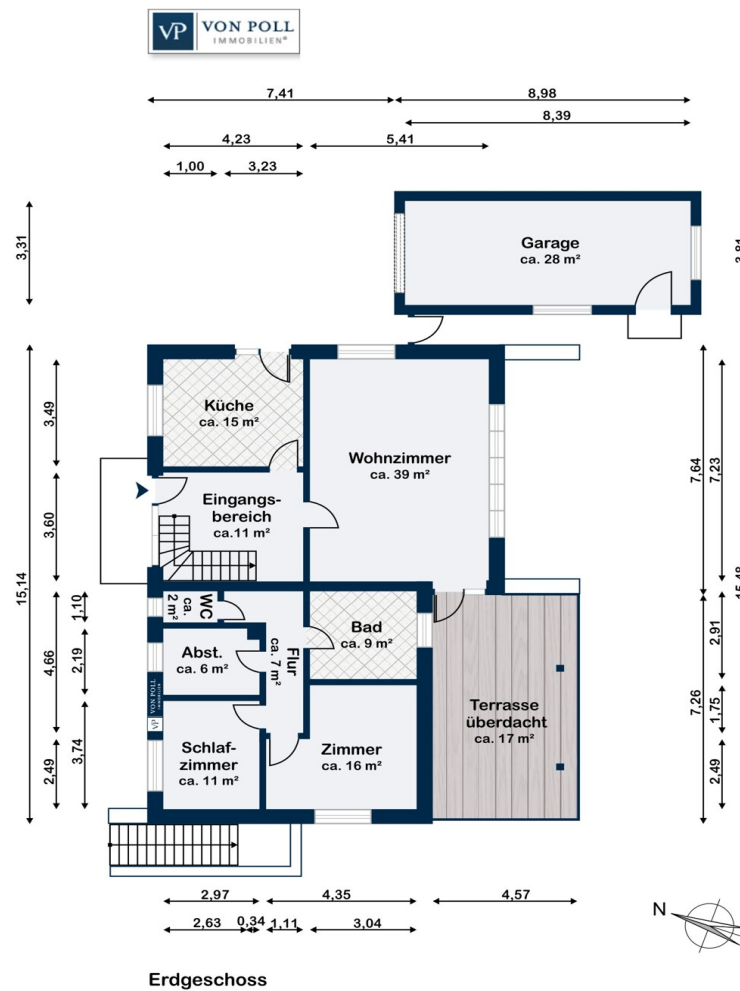 VP VON POLL
IMMOBILIEN®
7,41
8,98
8,39
4,23
5,41
1,00
3,23
3,31
Garage
ca. 28 m²
15,14
3,49
3,60
4,66
1,10
2,19
2,49
3,74
Küche
ca. 15 m²
Wohnzimmer
ca. 39 m²
Eingangs-
bereich
ca.11 m²
WC
ca.
2 m²
Abst.
ca. 6 m²
Flur
ca. 7 m²
Bad
ca. 9 m²
VON POLL
VP
Schlaf-
zimmer
ca. 11 m²
Zimmer
ca. 16 m²
Terrasse
überdacht
ca. 17 m²
7,64
7,23
7,26
2,91
1,75
2,49
2,97
4,35
4,57
2,63
0,34
1,11
3,04
N
Erdgeschoss